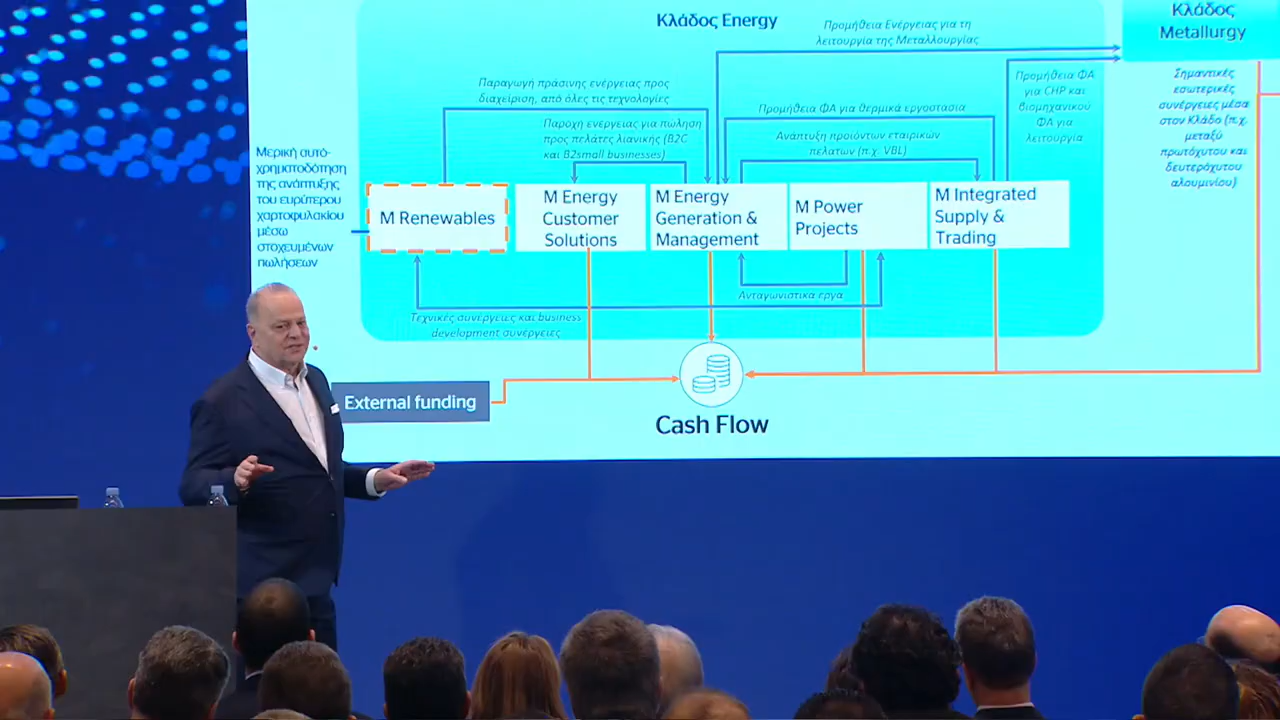 Κλάδος Energy
Κλάδος
Metallurgy
Προμήθεια Ενέργειας για τη
λειτουργία της Μεταλλουργίας
Παραγωγή πράσινης ενέργειας προς
διαχείριση, από όλες τις τεχνολογίες
Παροχή ενέργειας για πώληση
προς πελάτες λιανικής (B2C
και B2small businesses)
Προμήθεια ΦΑ για θερμικά εργοστάσια
Ανάπτυξη προϊόντων εταιρικών
πελατών (π.χ. VBL)
Προμήθεια ΦΑ
για CHP και
βιομηχανικού
ΦΑ για
λειτουργία
Σημαντικές
εσωτερικές
συνέργειες μέσα
στον Κλάδο (π.χ.
μεταξύ
πρωτόχυτου και
δευτερόχυτου
αλουμινίου)
Μερική αυτό-
χρηματοδότηση
της ανάπτυξης
του ευρύτερου
χαρτοφυλακίου
μέσω
στοχευμένων
πωλήσεων
M Renewables
M Energy
Customer
Solutions
M Energy
Generation &
Management
M Power
Projects
M Integrated
Supply &
Trading
Ανταγωνιστικά έργα
Τεχνικές συνέργειες και business
development συνέργειες
External funding
Cash Flow